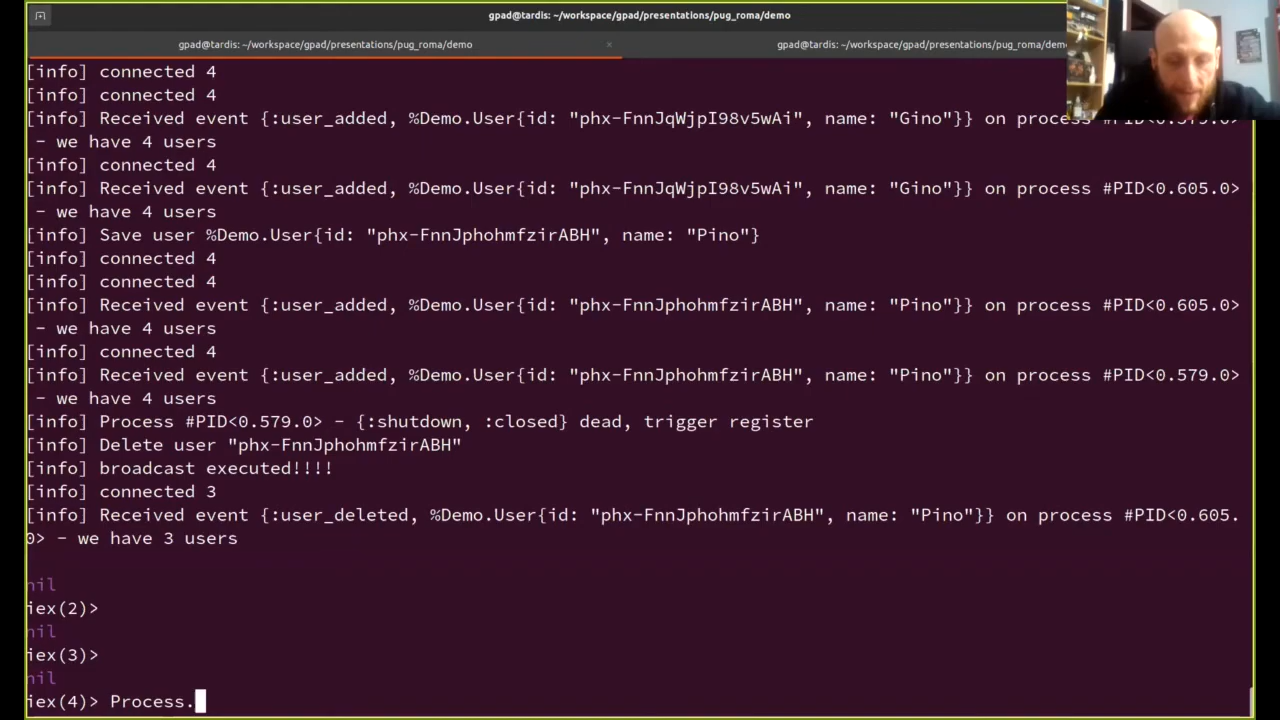 gpad@tardis: ~/workspace/gpad/presentations/pug_roma/demo
gpad@tardis: ~/workspace/gpad/presentations/pug_roma/demo × gpad@tardis: ~/workspace/gpad/presentations/pug_roma/demo
[info] connected 4
[info] connected 4
[info] Received event {:user_added, %Demo.User{id: "phx-FnnJqWjpI98v5wAi", name: "Gino"}} on process #PID<0.579.0>
- we have 4 users
[info] connected 4
[info] Received event {:user_added, %Demo.User{id: "phx-FnnJqWjpI98v5wAi", name: "Gino"}} on process #PID<0.605.0>
- we have 4 users
[info] Save user %Demo.User{id: "phx-FnnJphohmfzirABH", name: "Pino"}
[info] connected 4
[info] connected 4
[info] Received event {:user_added, %Demo.User{id: "phx-FnnJphohmfzirABH", name: "Pino"}} on process #PID<0.605.0>
- we have 4 users
[info] connected 4
[info] Received event {:user_added, %Demo.User{id: "phx-FnnJphohmfzirABH", name: "Pino"}} on process #PID<0.579.0>
- we have 4 users
[info] Process #PID<0.579.0> - {:shutdown, :closed} dead, trigger register
[info] Delete user "phx-FnnJphohmfzirABH"
[info] broadcast executed!!!!
[info] connected 3
[info] Received event {:user_deleted, %Demo.User{id: "phx-FnnJphohmfzirABH", name: "Pino"}} on process #PID<0.605.
0> - we have 3 users
nil
iex(2)>
nil
iex(3)>
nil
iex(4)> Process.